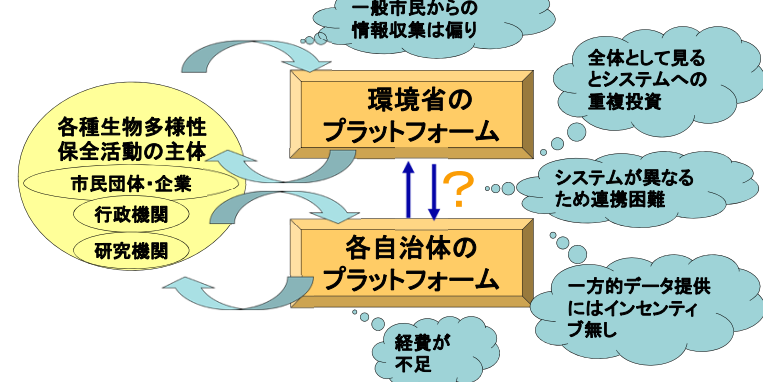 一般市民からの
情報収集は偏り
全体として見る
とシステムへの
重複投資
環境省の
プラットフォーム
各種生物多様性
保全活動の主体
市民団体・企業
行政機関
研究機関
?
システムが異なる
ため連携困難
各自治体の
プラットフォーム
一方的データ提供
にはインセンティ
ブ無し
経費が
不足